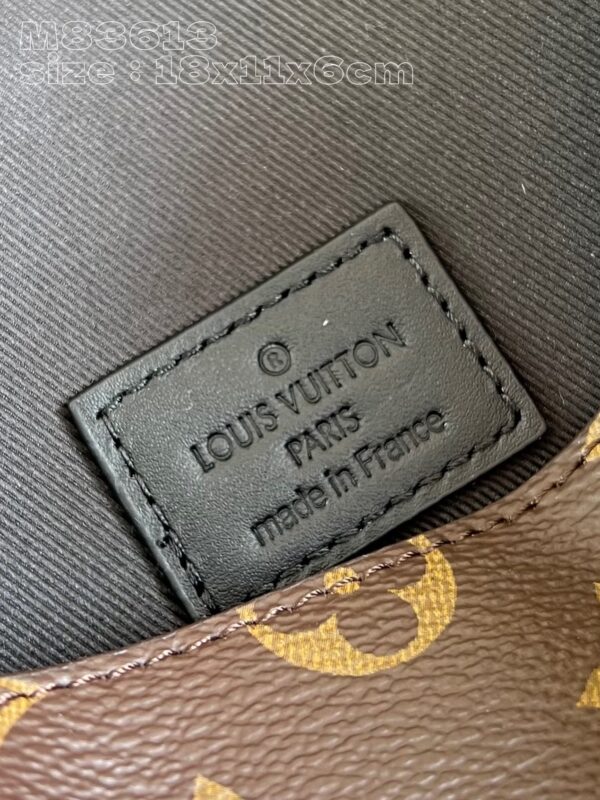 M83613
size : 18x11x6cm
®
LOUIS VUITTON
PARIS
made in France